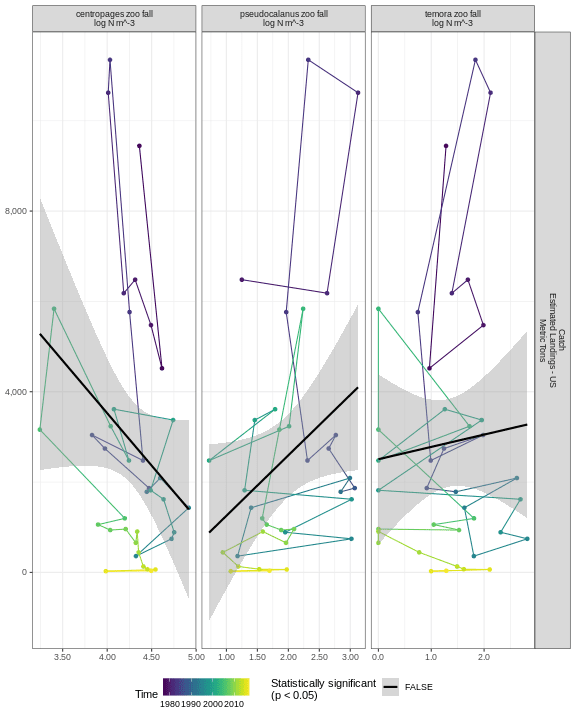 centropages zoo fall
log N m^-3
pseudocalanus zoo fall
log N m^-3
temora zoo fall
log N m^-3
Catch
Estimated Landings - US
Metric Tons
8,000
4,000
0
3.50 4.00 4.50 5.00
1.00 1.50 2.00 2.50 3.00
0.0 1.0 2.0
Time
1980 1990 2000 2010
Statistically significant
(p < 0.05)
FALSE